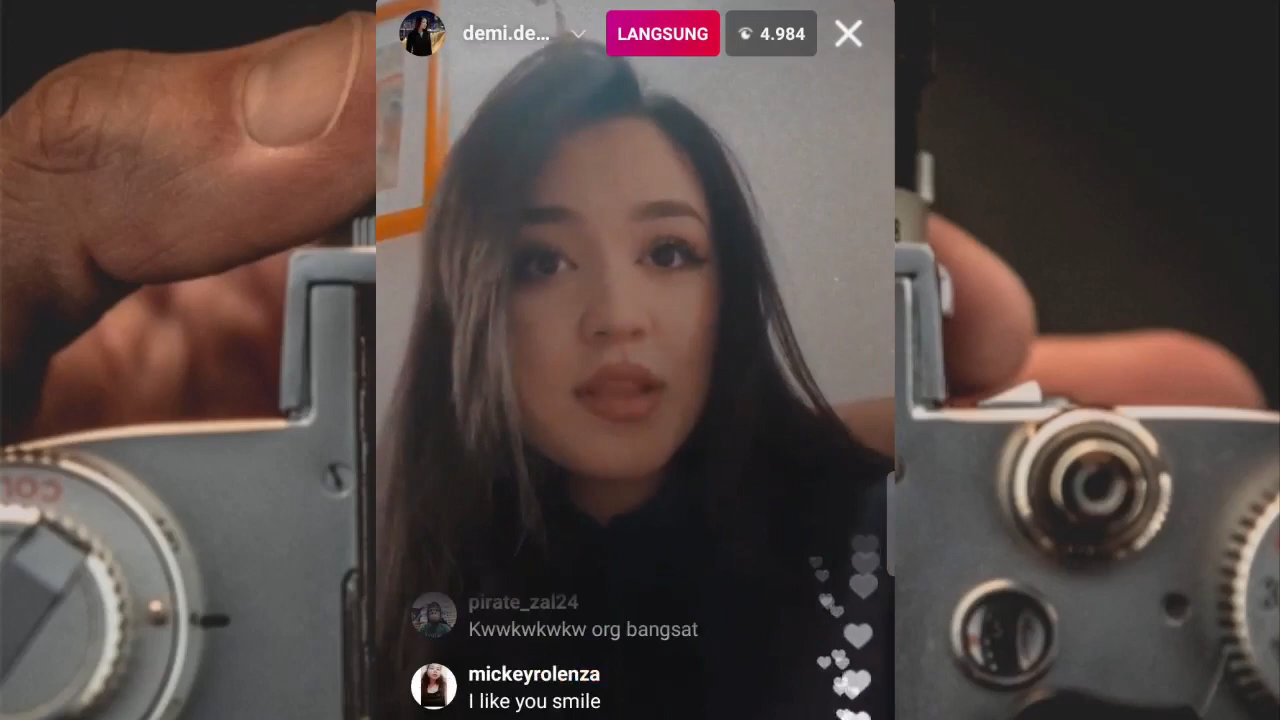 demi.de...
LANGSUNG
4.984
pirate_zal24
Kwwkwkwkw org bangsat
mickeyrolenza
I like you smile